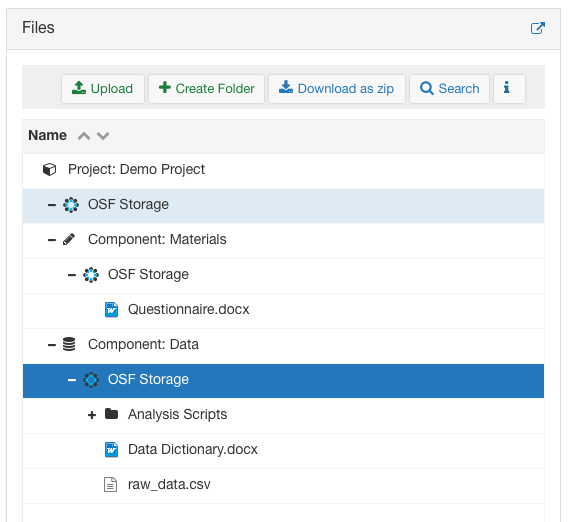 Files
Upload Create Folder Download as zip Search i
Name
Project: Demo Project
OSF Storage
Component: Materials
OSF Storage
Questionnaire.docx
Component: Data
OSF Storage
Analysis Scripts
Data Dictionary.docx
raw_data.csv